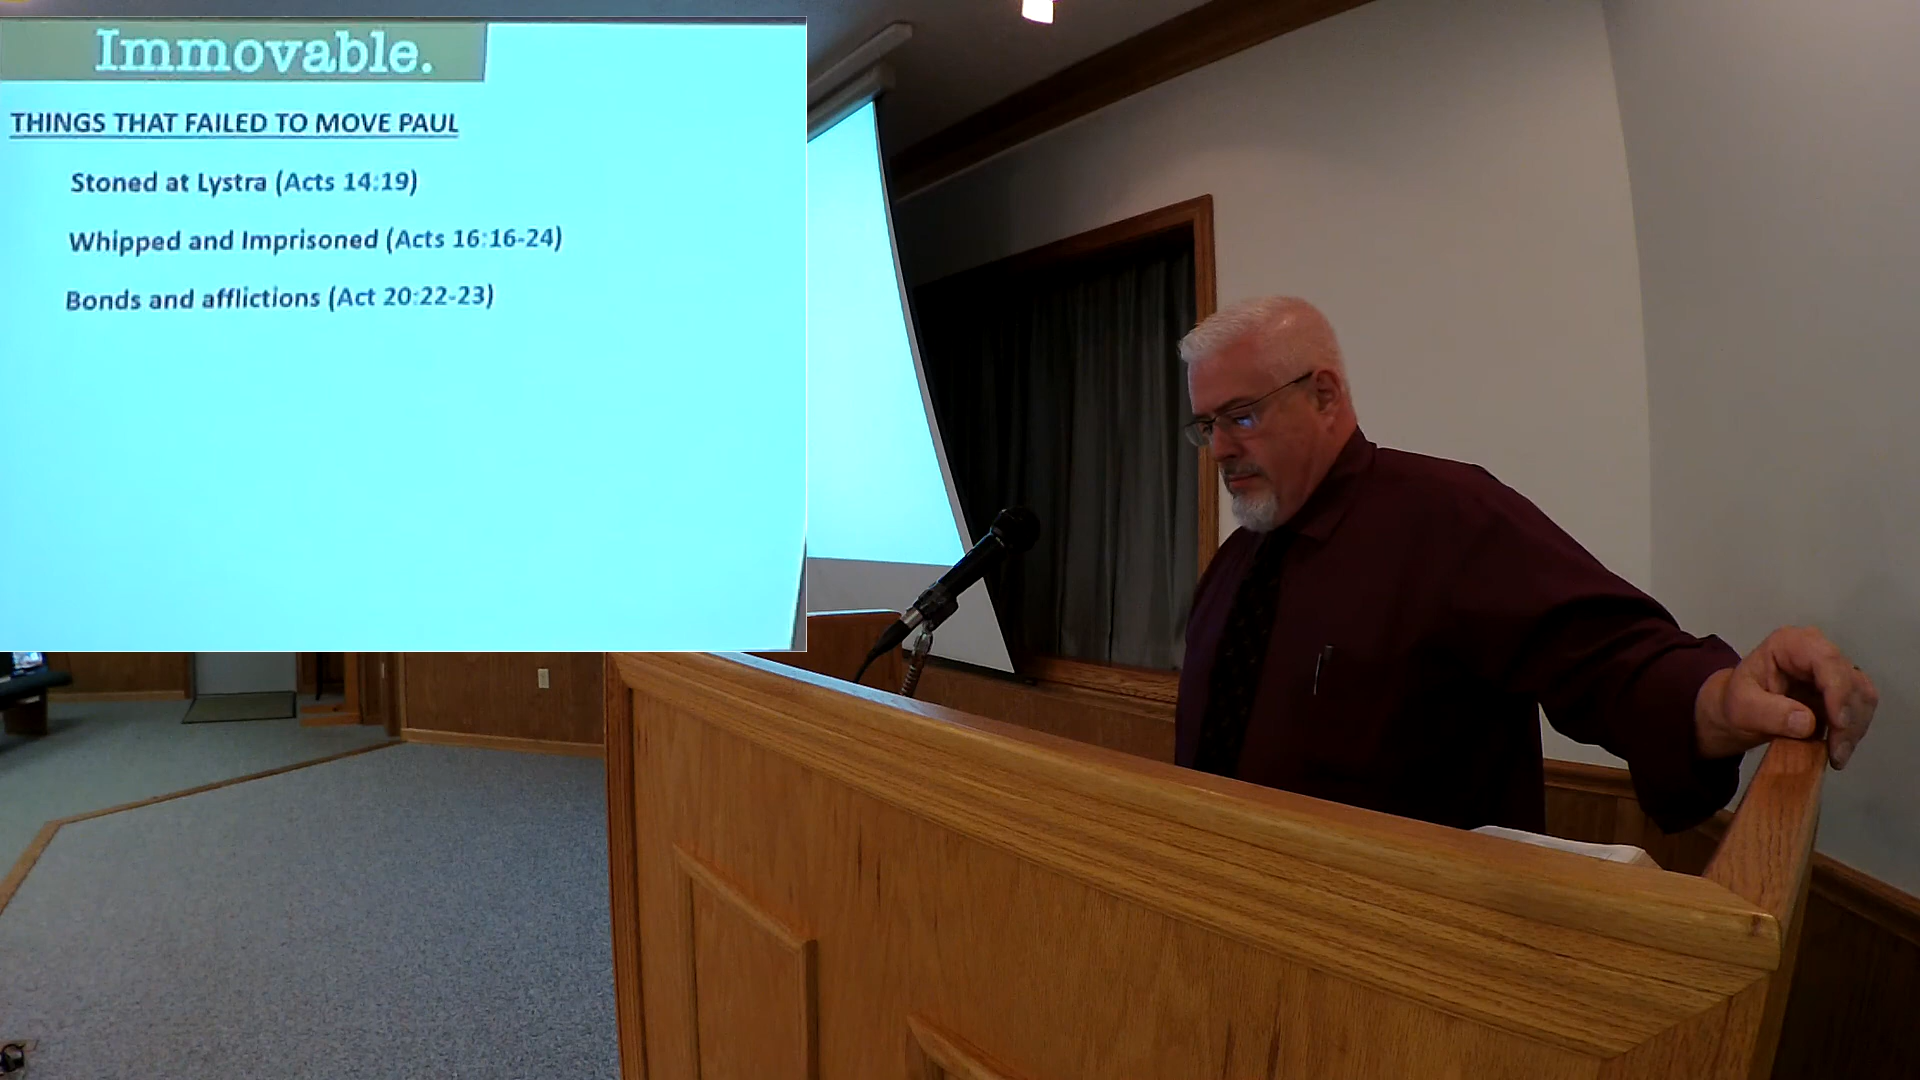 Immovable.
THINGS THAT FAILED TO MOVE PAUL
Stoned at Lystra (Acts 14:19)
Whipped and Imprisoned (Acts 16:16-24)
Bonds and afflictions (Act 20:22-23)